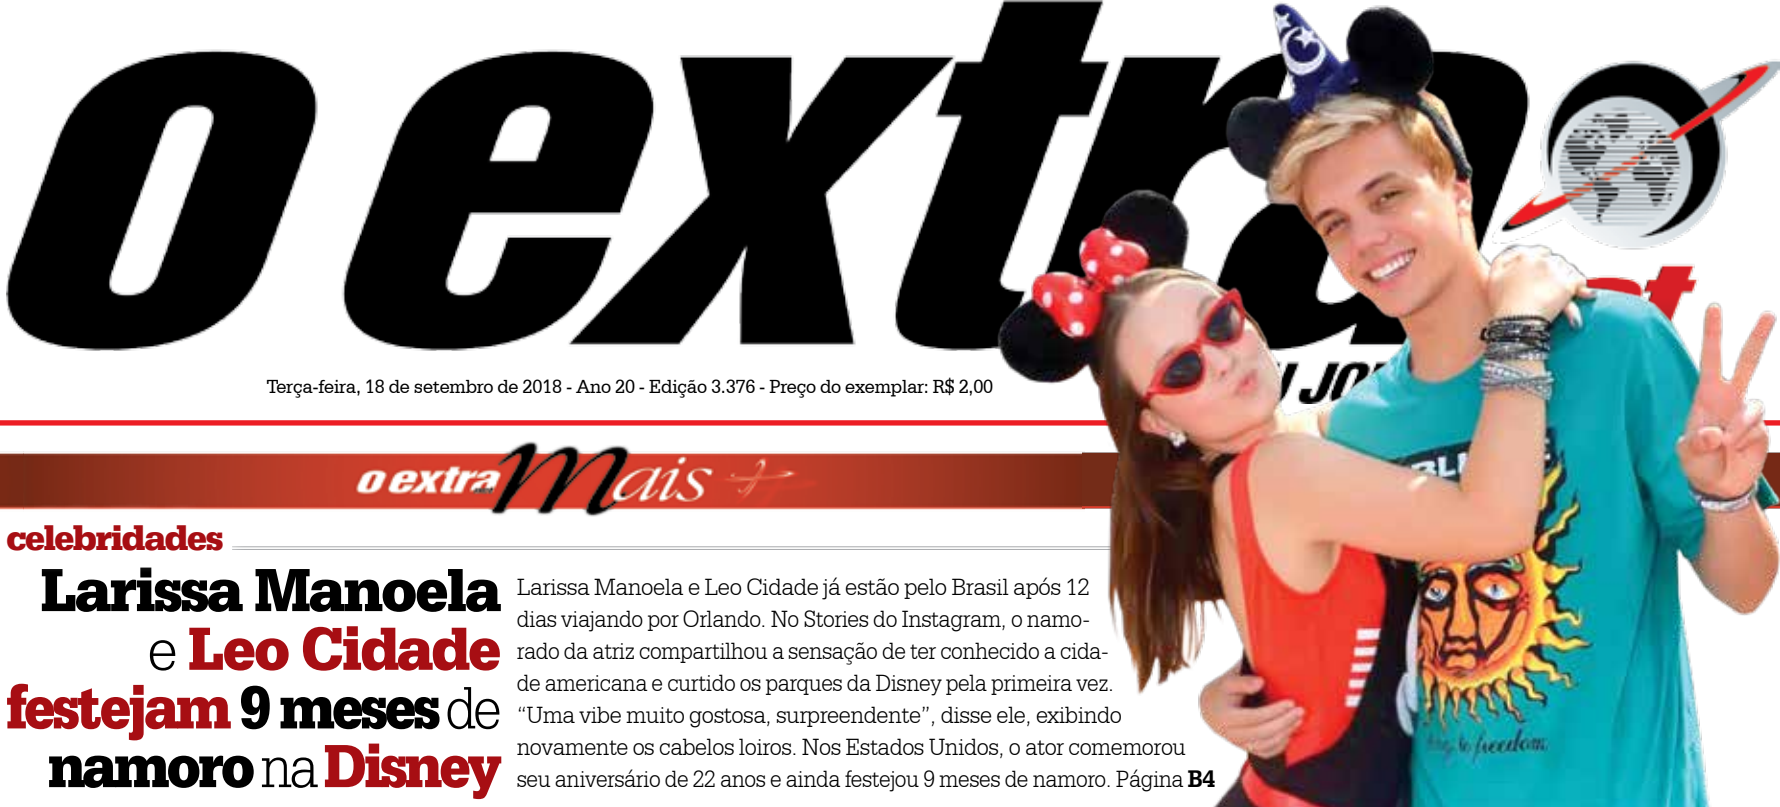 o extra
Terça-feira, 18 de setembro de 2018 - Ano 20 - Edição 3.376 - Preço do exemplar: R$ 2,00
o extra Mais +
celebridades
Larissa Manoela
e Leo Cidade
festejam 9 meses de
namoro na Disney
Larissa Manoela e Leo Cidade já estão pelo Brasil após 12
dias viajando por Orlando. No Stories do Instagram, o namo-
rado da atriz compartilhou a sensação de ter conhecido a cida-
de americana e curtido os parques da Disney pela primeira vez.
“Uma vibe muito gostosa, surpreendente”, disse ele, exibindo
novamente os cabelos loiros. Nos Estados Unidos, o ator comemorou
seu aniversário de 22 anos e ainda festejou 9 meses de namoro. Página B4
to freedom